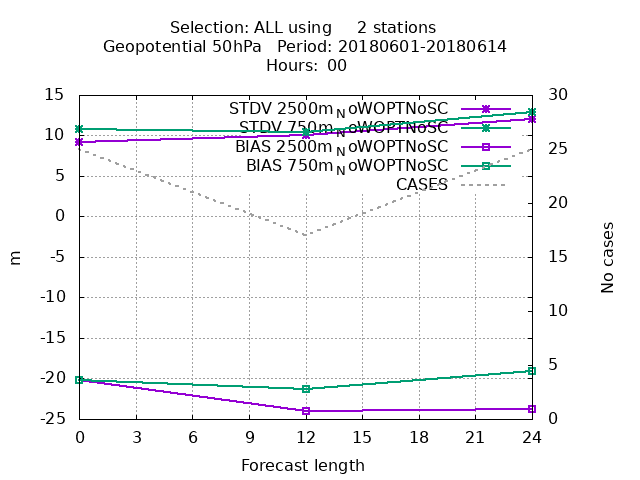 Selection: ALL using     2 stations
Geopotential 50hPa   Period: 20180601-20180614
Hours:  00
15
10
5
0
-5
-10
-15
-20
-25
m
30
25
20
15
10
5
0
No cases
STDV 2500m_NoWOPTNoSC
STDV 750m_NoWOPTNoSC
BIAS 2500m_NoWOPTNoSC
BIAS 750m_NoWOPTNoSC
CASES
0 3 6 9 12 15 18 21 24
Forecast length